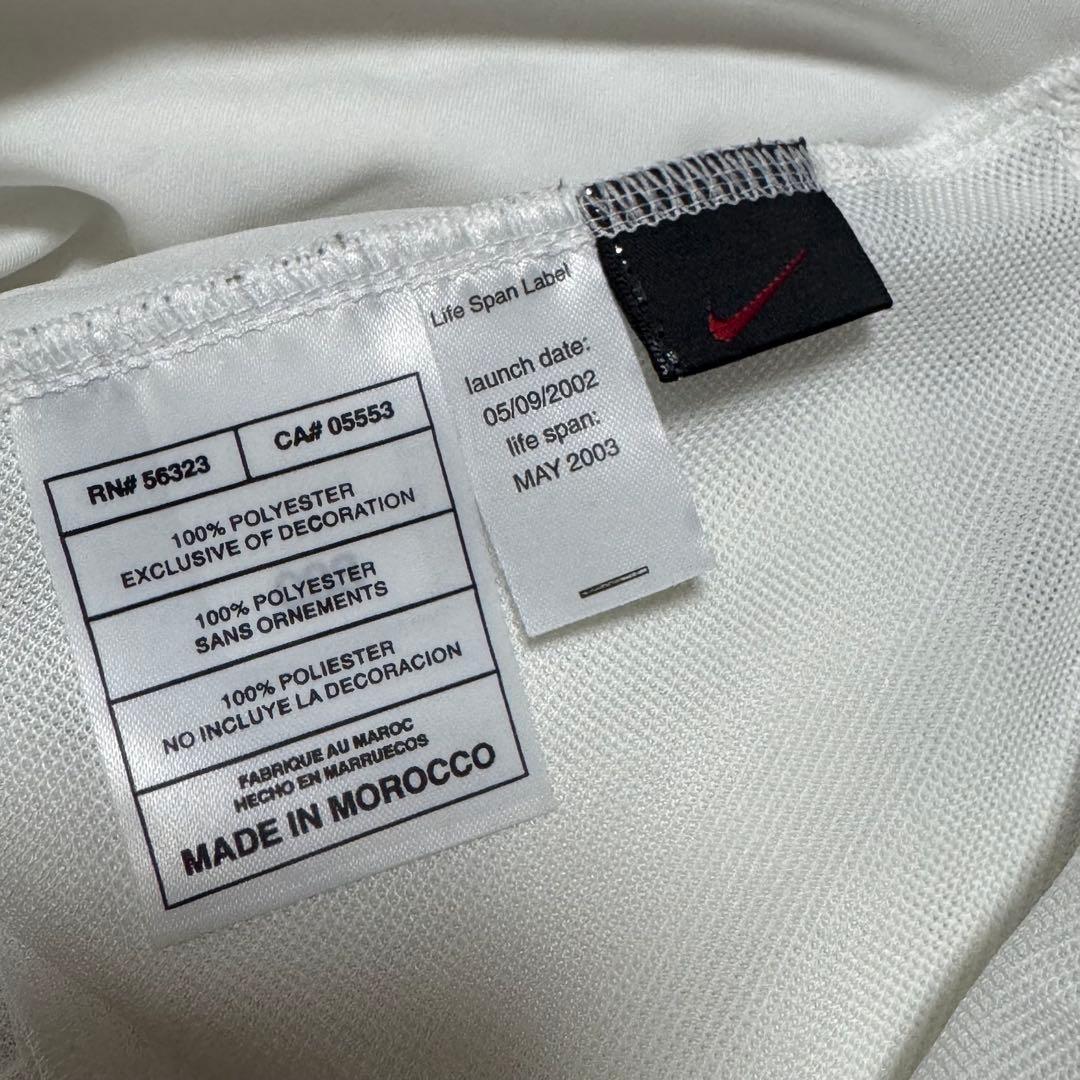 Life Span Label
launch date:
05/09/2002
life span:
MAY 2003
RN# 56323
CA# 05553
100% POLYESTER
EXCLUSIVE OF DECORATION
100% POLYESTER
SANS ORNEMENTS
100% POLIESTER
NO INCLUYE LA DECORACION
FABRIQUE AU MAROC
HECHO EN MARRUECOS
MADE IN MOROCCO